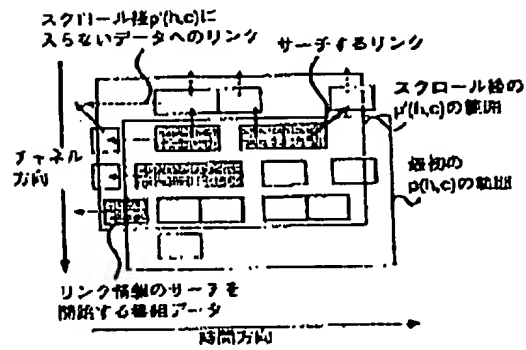 スクロール後p'(h,c)に
入らないデータへのリンク
サーチするリンク
スクロール後の
p'(h,c)の範囲
チャネル
方向
最初の
p(h,c)の範囲
リンク情報のサーチを
開始する番組データ
時間方向